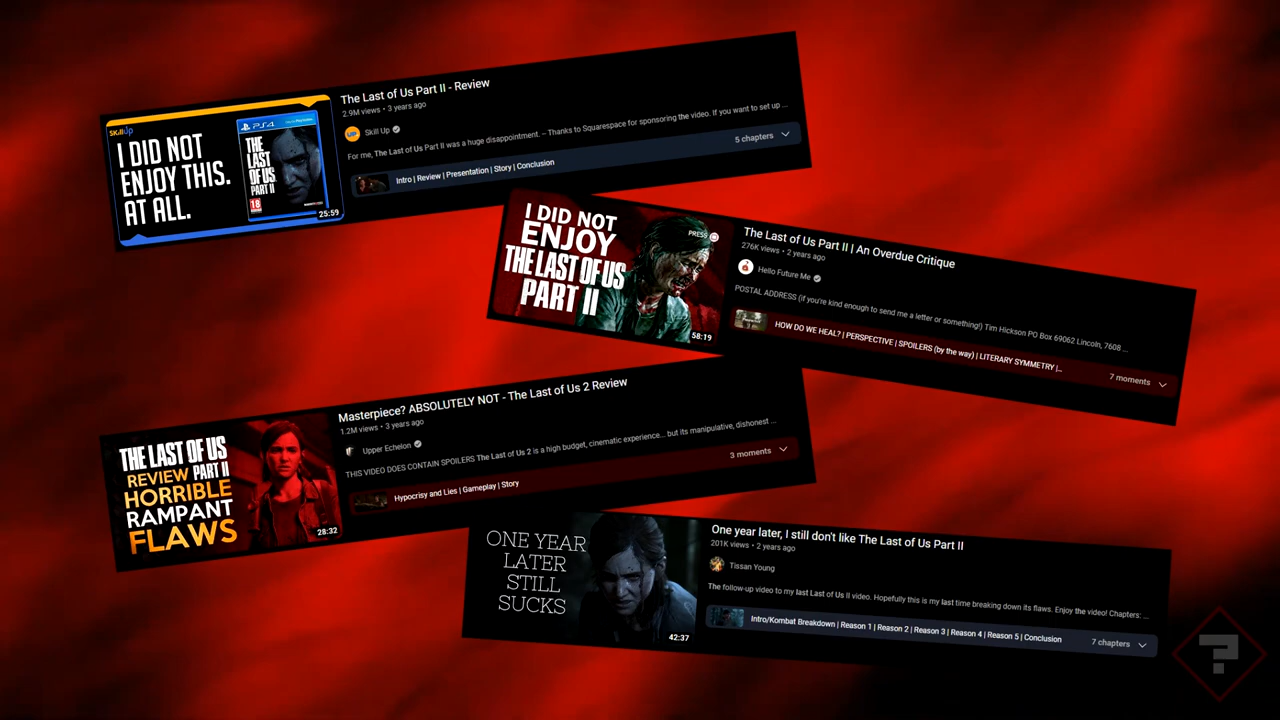 SKILL UP
I DID NOT
ENJOY THIS.
AT ALL.
PS4
THE
LAST
OF US
PART II
18
25:59
The Last of Us Part II - Review
2.9M views • 3 years ago
UP
Skill Up
For me, The Last of Us Part II was a huge disappointment. -- Thanks to Squarespace for sponsoring the video. If you want to set up ...
Intro | Review | Presentation | Story | Conclusion
5 chapters
I DID NOT
ENJOY
THE LAST OF US
PART II
PRESS
58:19
The Last of Us Part II | An Overdue Critique
276K views • 2 years ago
Hello Future Me
POSTAL ADDRESS (if you're kind enough to send me a letter or something!) Tim Hickson PO Box 69062 Lincoln, 7608 ...
HOW DO WE HEAL? | PERSPECTIVE | SPOILERS (by the way) | LITERARY SYMMETRY |...
7 moments
THE LAST OF US
REVIEW PART II
HORRIBLE
RAMPANT
FLAWS
28:32
Masterpiece? ABSOLUTELY NOT - The Last of Us 2 Review
1.2M views • 3 years ago
Upper Echelon
THIS VIDEO DOES CONTAIN SPOILERS The Last of Us 2 is a high budget, cinematic experience... but its manipulative, dishonest ...
Hypocrisy and Lies | Gameplay | Story
3 moments
ONE YEAR
LATER
STILL
SUCKS
42:37
One year later, I still don't like The Last of Us Part II
201K views • 2 years ago
Tissan Young
The follow-up video to my last Last of Us II video. Hopefully this is my last time breaking down its flaws. Enjoy the video! Chapters: ...
Intro/Kombat Breakdown | Reason 1 | Reason 2 | Reason 3 | Reason 4 | Reason 5 | Conclusion
7 chapters
?